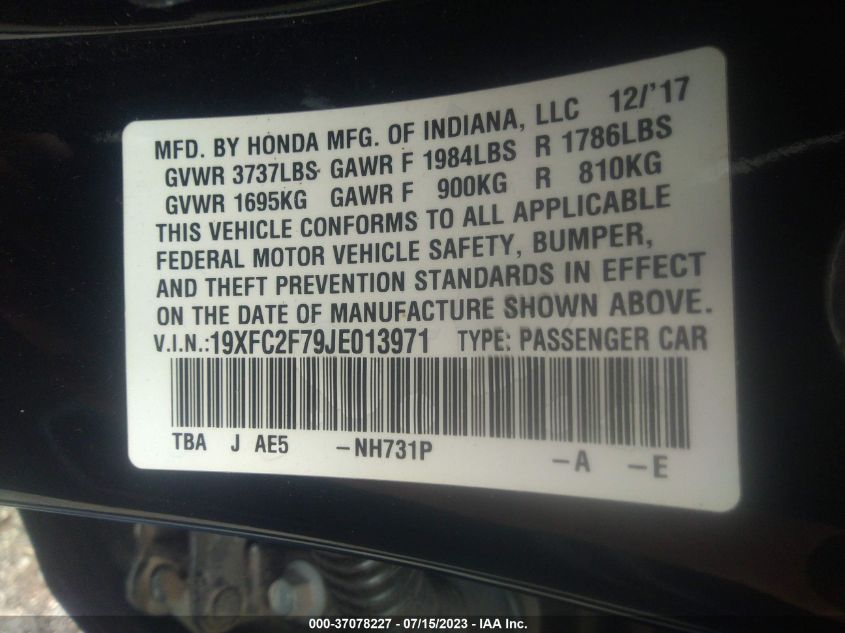 MFD. BY HONDA MFG. OF INDIANA, LLC 12/'17
GVWR 3737LBS GAWR F 1984LBS R 1786LBS
GVWR 1695KG GAWR F 900KG R 810KG
THIS VEHICLE CONFORMS TO ALL APPLICABLE
FEDERAL MOTOR VEHICLE SAFETY, BUMPER,
AND THEFT PREVENTION STANDARDS IN EFFECT
ON THE DATE OF MANUFACTURE SHOWN ABOVE.
V.I.N.:19XFC2F79JE013971 TYPE: PASSENGER CAR
TBA J AE5 -NH731P -A -E
000-37078227 - 07/15/2023 - IAA Inc.